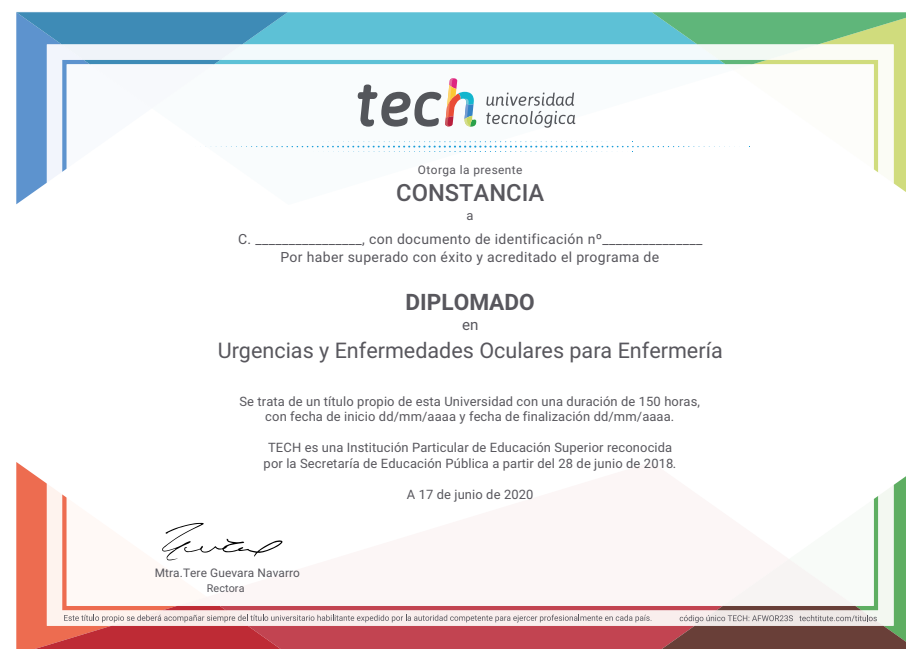 tech universidad
tecnológica
Otorga la presente
CONSTANCIA
a
C. ________________, con documento de identificación nº_______________
Por haber superado con éxito y acreditado el programa de
DIPLOMADO
en
Urgencias y Enfermedades Oculares para Enfermería
Se trata de un título propio de esta Universidad con una duración de 150 horas,
con fecha de inicio dd/mm/aaaa y fecha de finalización dd/mm/aaaa.
TECH es una Institución Particular de Educación Superior reconocida
por la Secretaría de Educación Pública a partir del 28 de junio de 2018.
A 17 de junio de 2020
Mtra.Tere Guevara Navarro
Rectora
Este título propio se deberá acompañar siempre del título universitario habilitante expedido por la autoridad competente para ejercer profesionalmente en cada país. código único TECH: AFWOR23S techtitute.com/titulos